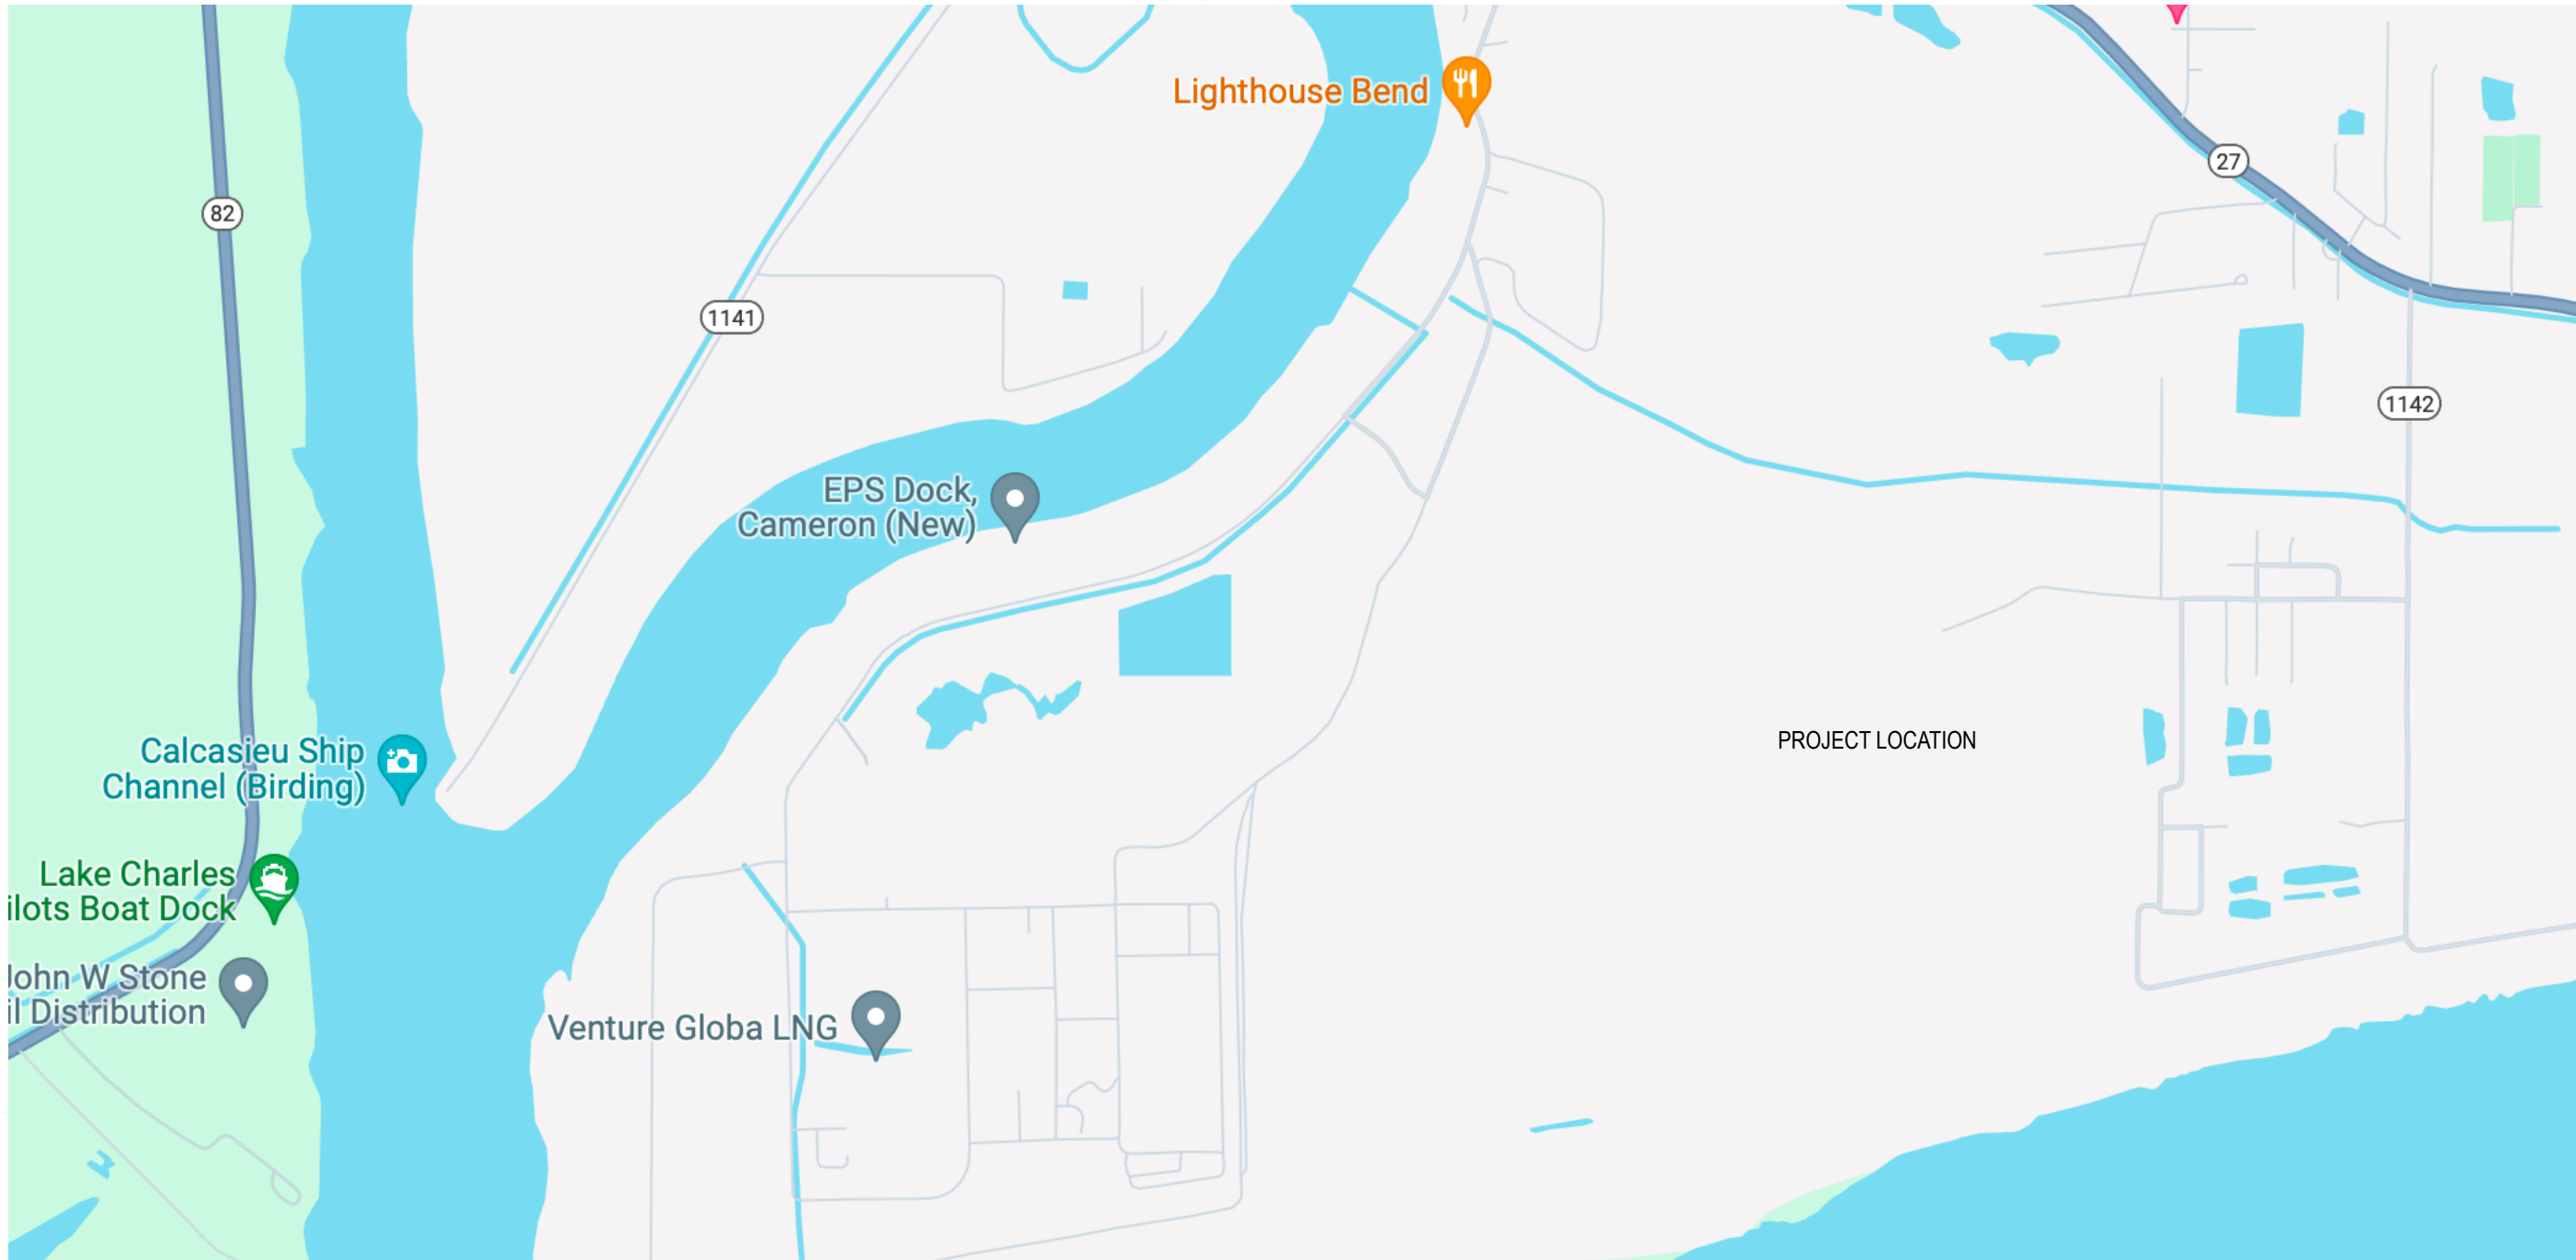 Lighthouse Bend
27
82
1141
1142
EPS Dock,
Cameron (New)
PROJECT LOCATION
Calcasieu Ship
Channel (Birding)
Lake Charles
ilots Boat Dock
John W Stone
il Distribution
Venture Globa LNG